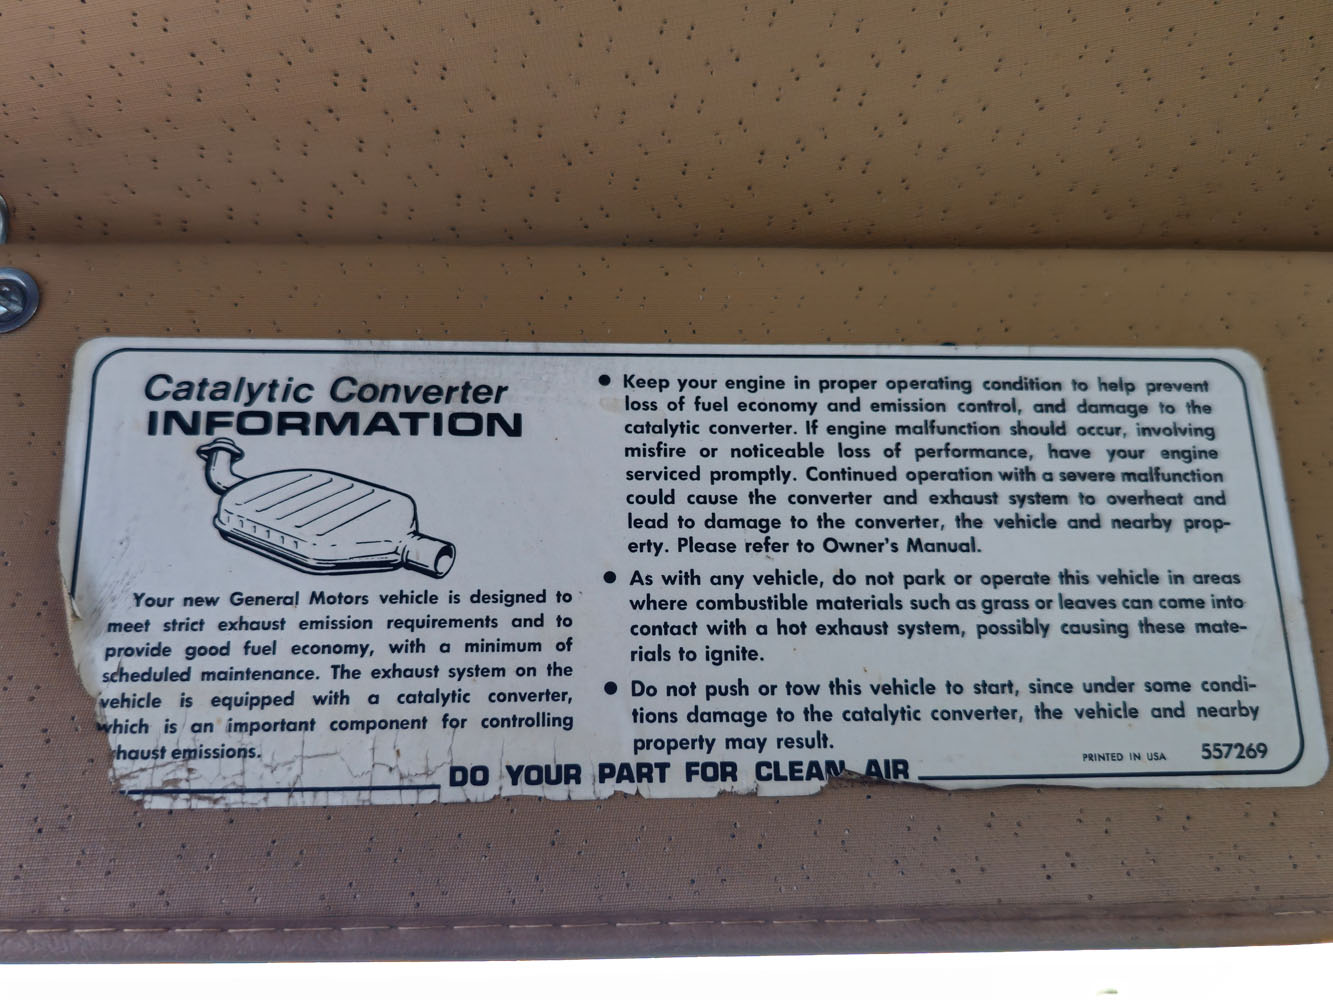 Catalytic Converter
INFORMATION
Your new General Motors vehicle is designed to
meet strict exhaust emission requirements and to
provide good fuel economy, with a minimum of
scheduled maintenance. The exhaust system on the
vehicle is equipped with a catalytic converter,
which is an important component for controlling
haust emissions.
● Keep your engine in proper operating condition to help prevent
loss of fuel economy and emission control, and damage to the
catalytic converter. If engine malfunction should occur, involving
misfire or noticeable loss of performance, have your engine
serviced promptly. Continued operation with a severe malfunction
could cause the converter and exhaust system to overheat and
lead to damage to the converter, the vehicle and nearby prop-
erty. Please refer to Owner's Manual.
● As with any vehicle, do not park or operate this vehicle in areas
where combustible materials such as grass or leaves can come into
contact with a hot exhaust system, possibly causing these mate-
rials to ignite.
● Do not push or tow this vehicle to start, since under some condi-
tions damage to the catalytic converter, the vehicle and nearby
property may result.
PRINTED IN USA 557269
DO YOUR PART FOR CLEAN AIR